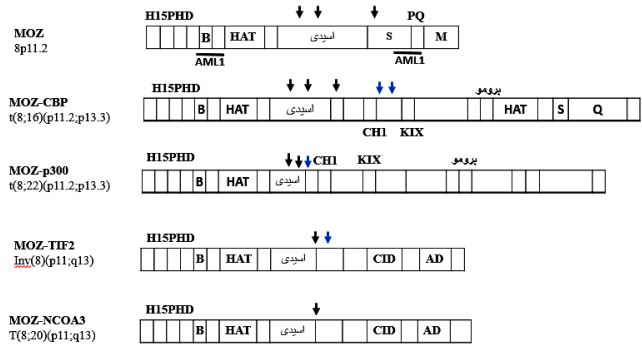 H15PHD PQ
MOZ B HAT اسیدی S M
8p11.2
AML1 AML1
H15PHD برومو
MOZ-CBP B HAT اسیدی HAT S Q
t(8;16)(p11.2;p13.3)
CH1 KIX
H15PHD CH1 KIX برومو
MOZ-p300
t(8;22)(p11.2;p13.3) B HAT اسیدی
H15PHD
MOZ-TIF2
Inv(8)(p11;q13) B HAT اسیدی CID AD
H15PHD
MOZ-NCOA3
T(8;20)(p11;q13) B HAT اسیدی CID AD